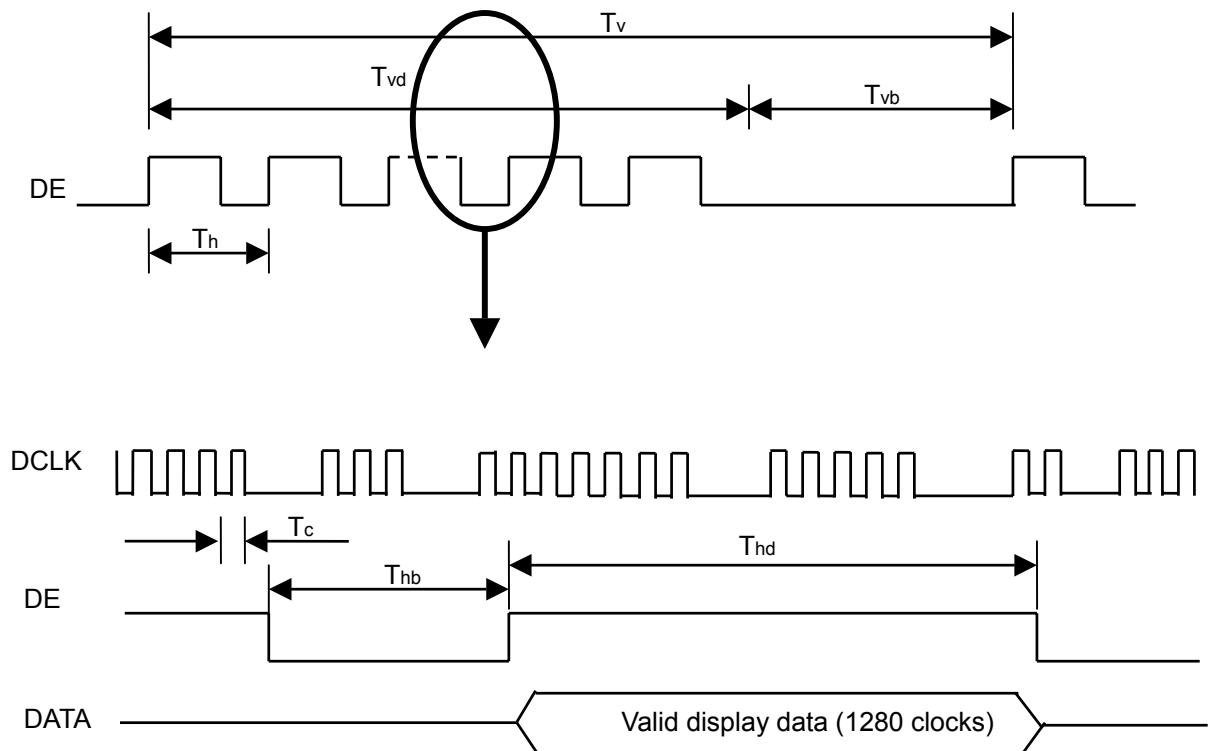 Tv
Tvd
Tvb
DE
Th
DCLK
Tc
Thd
Thb
DE
DATA
Valid display data (1280 clocks)